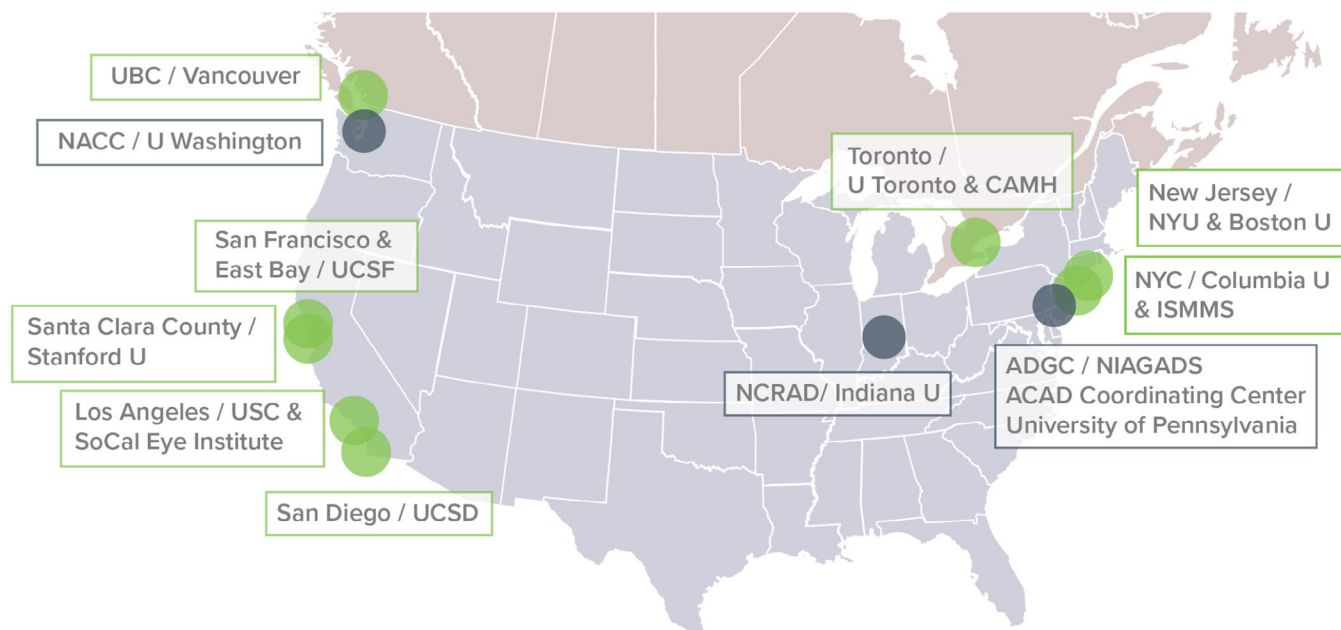 UBC / Vancouver
NACC / U Washington
San Francisco &
East Bay / UCSF
Santa Clara County /
Stanford U
Los Angeles / USC &
SoCal Eye Institute
San Diego / UCSD
Toronto /
U Toronto & CAMH
New Jersey /
NYU & Boston U
NYC / Columbia U
& ISMMS
NCRAD/ Indiana U
ADGC / NIAGADS
ACAD Coordinating Center
University of Pennsylvania